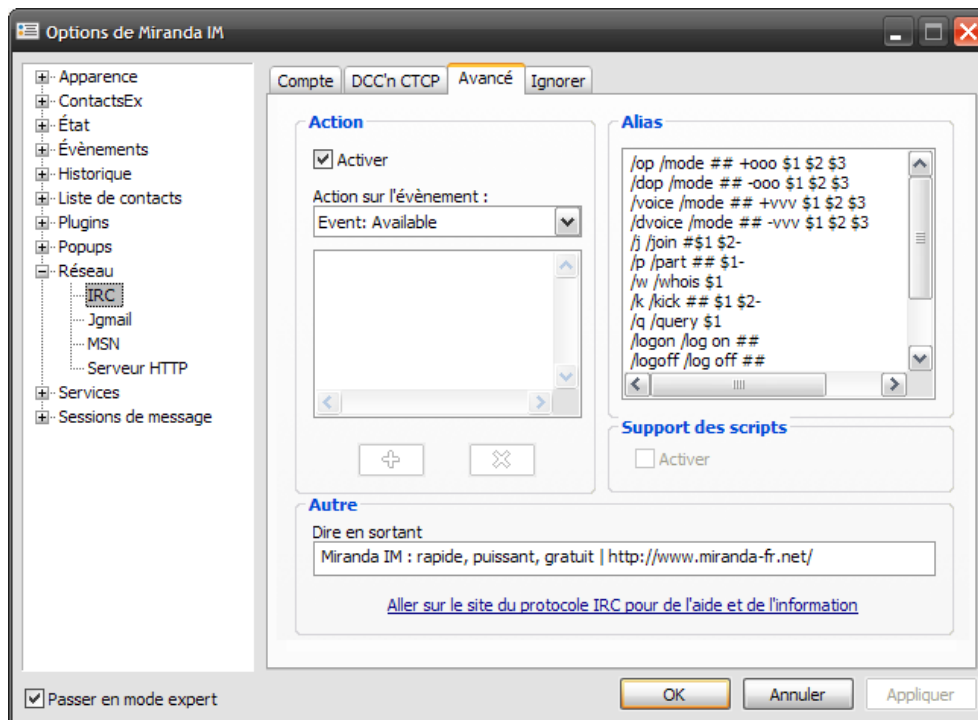 Options de Miranda IM
Apparence
ContactsEx
État
Évènements
Historique
Liste de contacts
Plugins
Popups
Réseau
IRC
Jgmail
MSN
Serveur HTTP
Services
Sessions de message
Passer en mode expert
Compte
DCC'n CTCP
Avancé
Ignorer
Action
Activer
Action sur l'évènement :
Event: Available
Alias
/op /mode ## +ooo $1 $2 $3
/dop /mode ## -ooo $1 $2 $3
/voice /mode ## +vvv $1 $2 $3
/dvoice /mode ## -vvv $1 $2 $3
/j /join #$1 $2-
/p /part ## $1-
/w /whois $1
/k /kick ## $1 $2-
/q /query $1
/logon /log on ##
/logoff /log off ##
Support des scripts
Activer
Autre
Dire en sortant
Miranda IM : rapide, puissant, gratuit | http://www.miranda-fr.net/
Aller sur le site du protocole IRC pour de l'aide et de l'information
OK
Annuler
Appliquer